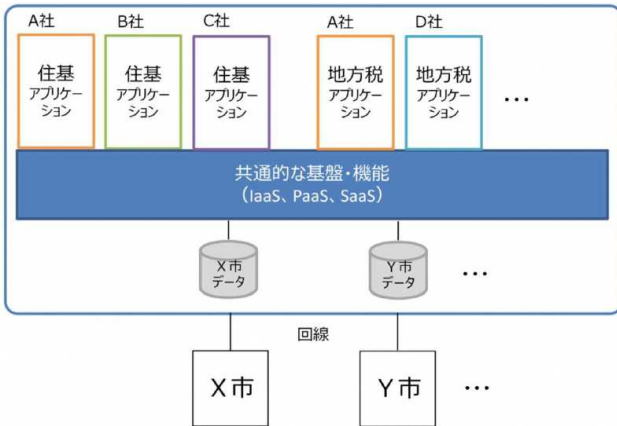 A社 B社 C社 A社 D社
住基
アプリケー
ション
住基
アプリケー
ション
住基
アプリケー
ション
地方税
アプリケー
ション
地方税
アプリケー
ション
…
共通的な基盤・機能
(IaaS、PaaS、SaaS)
X市
データ
Y市
データ
…
回線
X市
Y市
…